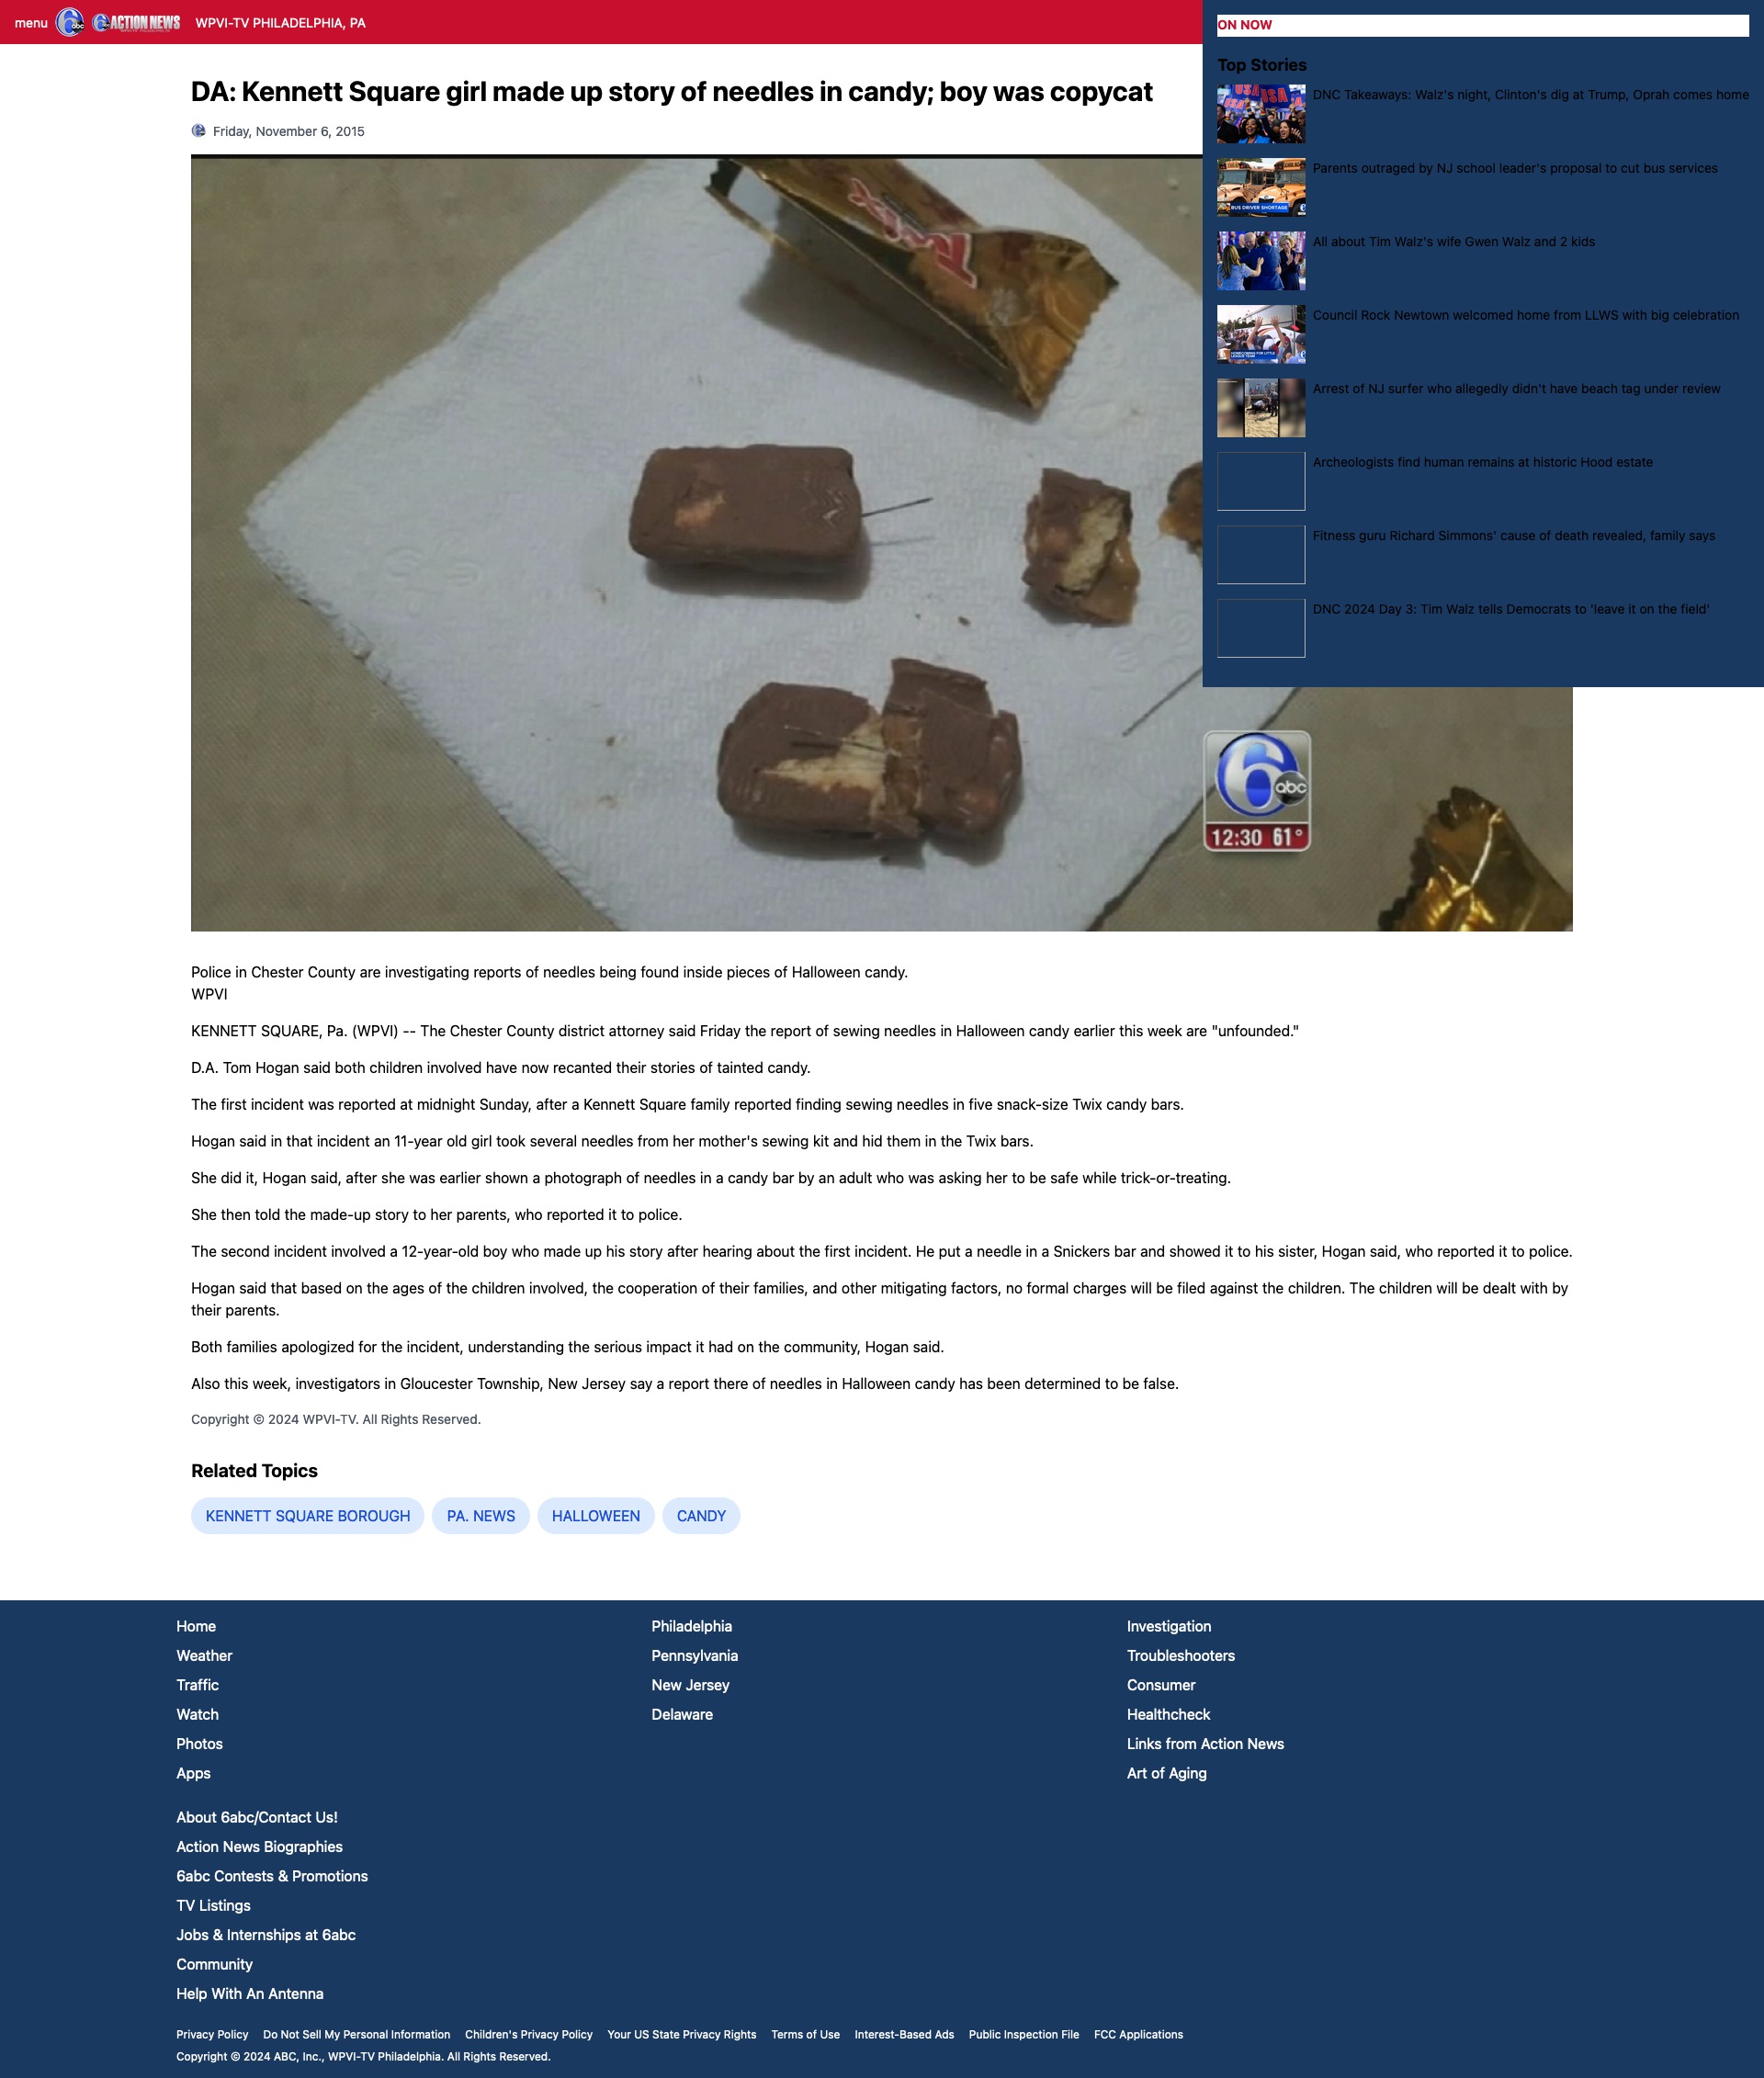 menu
6 abc
6 ACTION NEWS
WPVI-TV PHILADELPHIA, PA
ON NOW
Top Stories
DNC Takeaways: Walz's night, Clinton's dig at Trump, Oprah comes home
Parents outraged by NJ school leader's proposal to cut bus services
BUS DRIVER SHORTAGE
All about Tim Walz's wife Gwen Walz and 2 kids
Council Rock Newtown welcomed home from LLWS with big celebration
HOMECOMING FOR LITTLE
LEAGUE TEAM
Arrest of NJ surfer who allegedly didn't have beach tag under review
Archeologists find human remains at historic Hood estate
Fitness guru Richard Simmons' cause of death revealed, family says
DNC 2024 Day 3: Tim Walz tells Democrats to 'leave it on the field'
DA: Kennett Square girl made up story of needles in candy; boy was copycat
Friday, November 6, 2015
6 abc
12:30 61°
Police in Chester County are investigating reports of needles being found inside pieces of Halloween candy.
WPVI
KENNETT SQUARE, Pa. (WPVI) -- The Chester County district attorney said Friday the report of sewing needles in Halloween candy earlier this week are "unfounded."
D.A. Tom Hogan said both children involved have now recanted their stories of tainted candy.
The first incident was reported at midnight Sunday, after a Kennett Square family reported finding sewing needles in five snack-size Twix candy bars.
Hogan said in that incident an 11-year old girl took several needles from her mother's sewing kit and hid them in the Twix bars.
She did it, Hogan said, after she was earlier shown a photograph of needles in a candy bar by an adult who was asking her to be safe while trick-or-treating.
She then told the made-up story to her parents, who reported it to police.
The second incident involved a 12-year-old boy who made up his story after hearing about the first incident. He put a needle in a Snickers bar and showed it to his sister, Hogan said, who reported it to police.
Hogan said that based on the ages of the children involved, the cooperation of their families, and other mitigating factors, no formal charges will be filed against the children. The children will be dealt with by
their parents.
Both families apologized for the incident, understanding the serious impact it had on the community, Hogan said.
Also this week, investigators in Gloucester Township, New Jersey say a report there of needles in Halloween candy has been determined to be false.
Copyright © 2024 WPVI-TV. All Rights Reserved.
Related Topics
KENNETT SQUARE BOROUGH PA. NEWS HALLOWEEN CANDY
Home
Weather
Traffic
Watch
Photos
Apps
Philadelphia
Pennsylvania
New Jersey
Delaware
Investigation
Troubleshooters
Consumer
Healthcheck
Links from Action News
Art of Aging
About 6abc/Contact Us!
Action News Biographies
6abc Contests & Promotions
TV Listings
Jobs & Internships at 6abc
Community
Help With An Antenna
Privacy Policy Do Not Sell My Personal Information Children's Privacy Policy Your US State Privacy Rights Terms of Use Interest-Based Ads Public Inspection File FCC Applications
Copyright © 2024 ABC, Inc., WPVI-TV Philadelphia. All Rights Reserved.